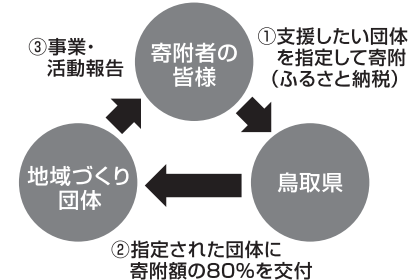 ③事業・
活動報告
寄附者の
皆様
①支援したい団体
を指定して寄附
（ふるさと納税）
地域づくり
団体
鳥取県
②指定された団体に
寄附額の80%を交付